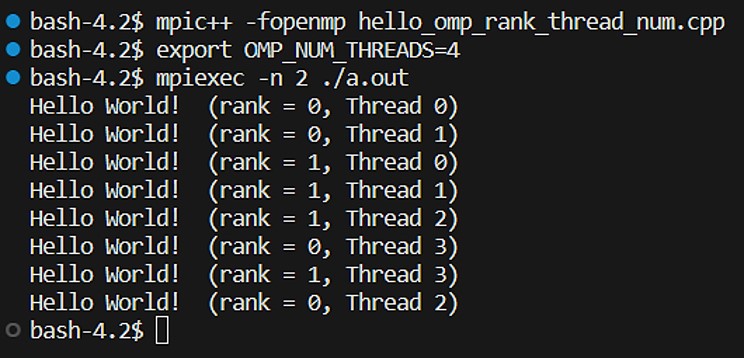 bash-4.2$ mpic++ -fopenmp hello_omp_rank_thread_num.cpp
bash-4.2$ export OMP_NUM_THREADS=4
bash-4.2$ mpiexec -n 2 ./a.out
Hello World!  (rank = 0, Thread 0)
Hello World!  (rank = 0, Thread 1)
Hello World!  (rank = 1, Thread 0)
Hello World!  (rank = 1, Thread 1)
Hello World!  (rank = 1, Thread 2)
Hello World!  (rank = 0, Thread 3)
Hello World!  (rank = 1, Thread 3)
Hello World!  (rank = 0, Thread 2)
bash-4.2$